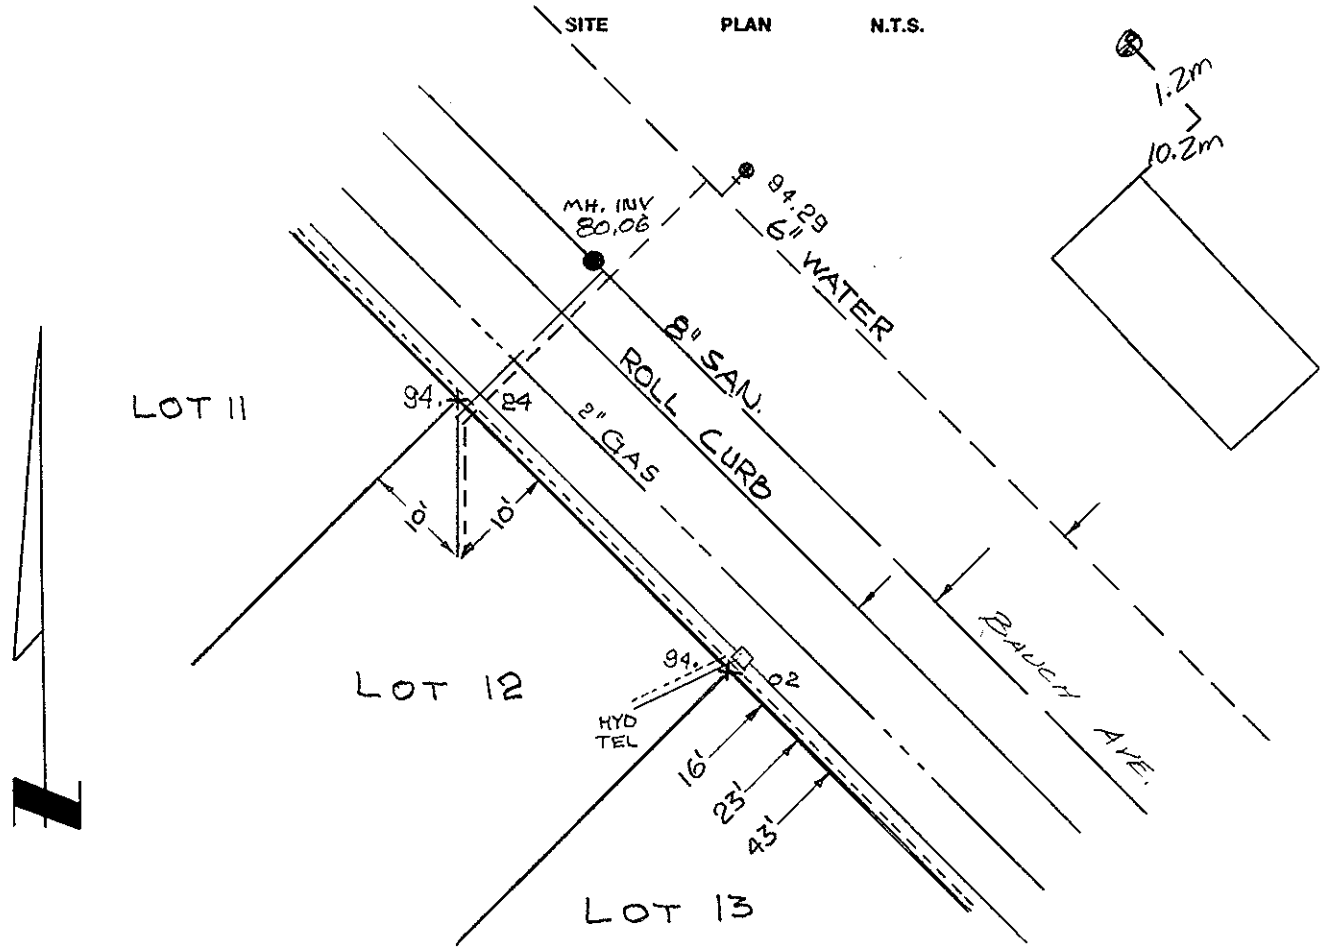 SITE PLAN N.T.S.
1.2m
10.2m
MH. INV
80.06
94.29
6" WATER
8" SAN.
ROLL CURB
2" GAS
LOT 11
94. 24
10'
10'
LOT 12
94. 02
HYD
TEL
BAUCH AVE.
16'
23'
43'
LOT 13